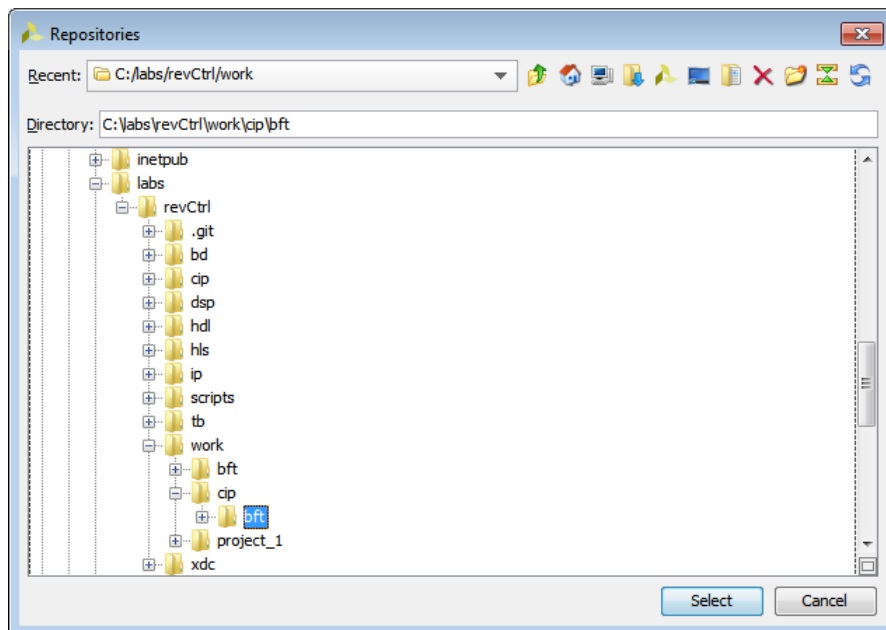 Repositories
Recent: C:/labs/revCtrl/work
Directory: C:\labs\revCtrl\work\cip\bft
inetpub
labs
revCtrl
.git
bd
cip
dsp
hdl
hls
ip
scripts
tb
work
bft
cip
bft
project_1
xdc
Select Cancel